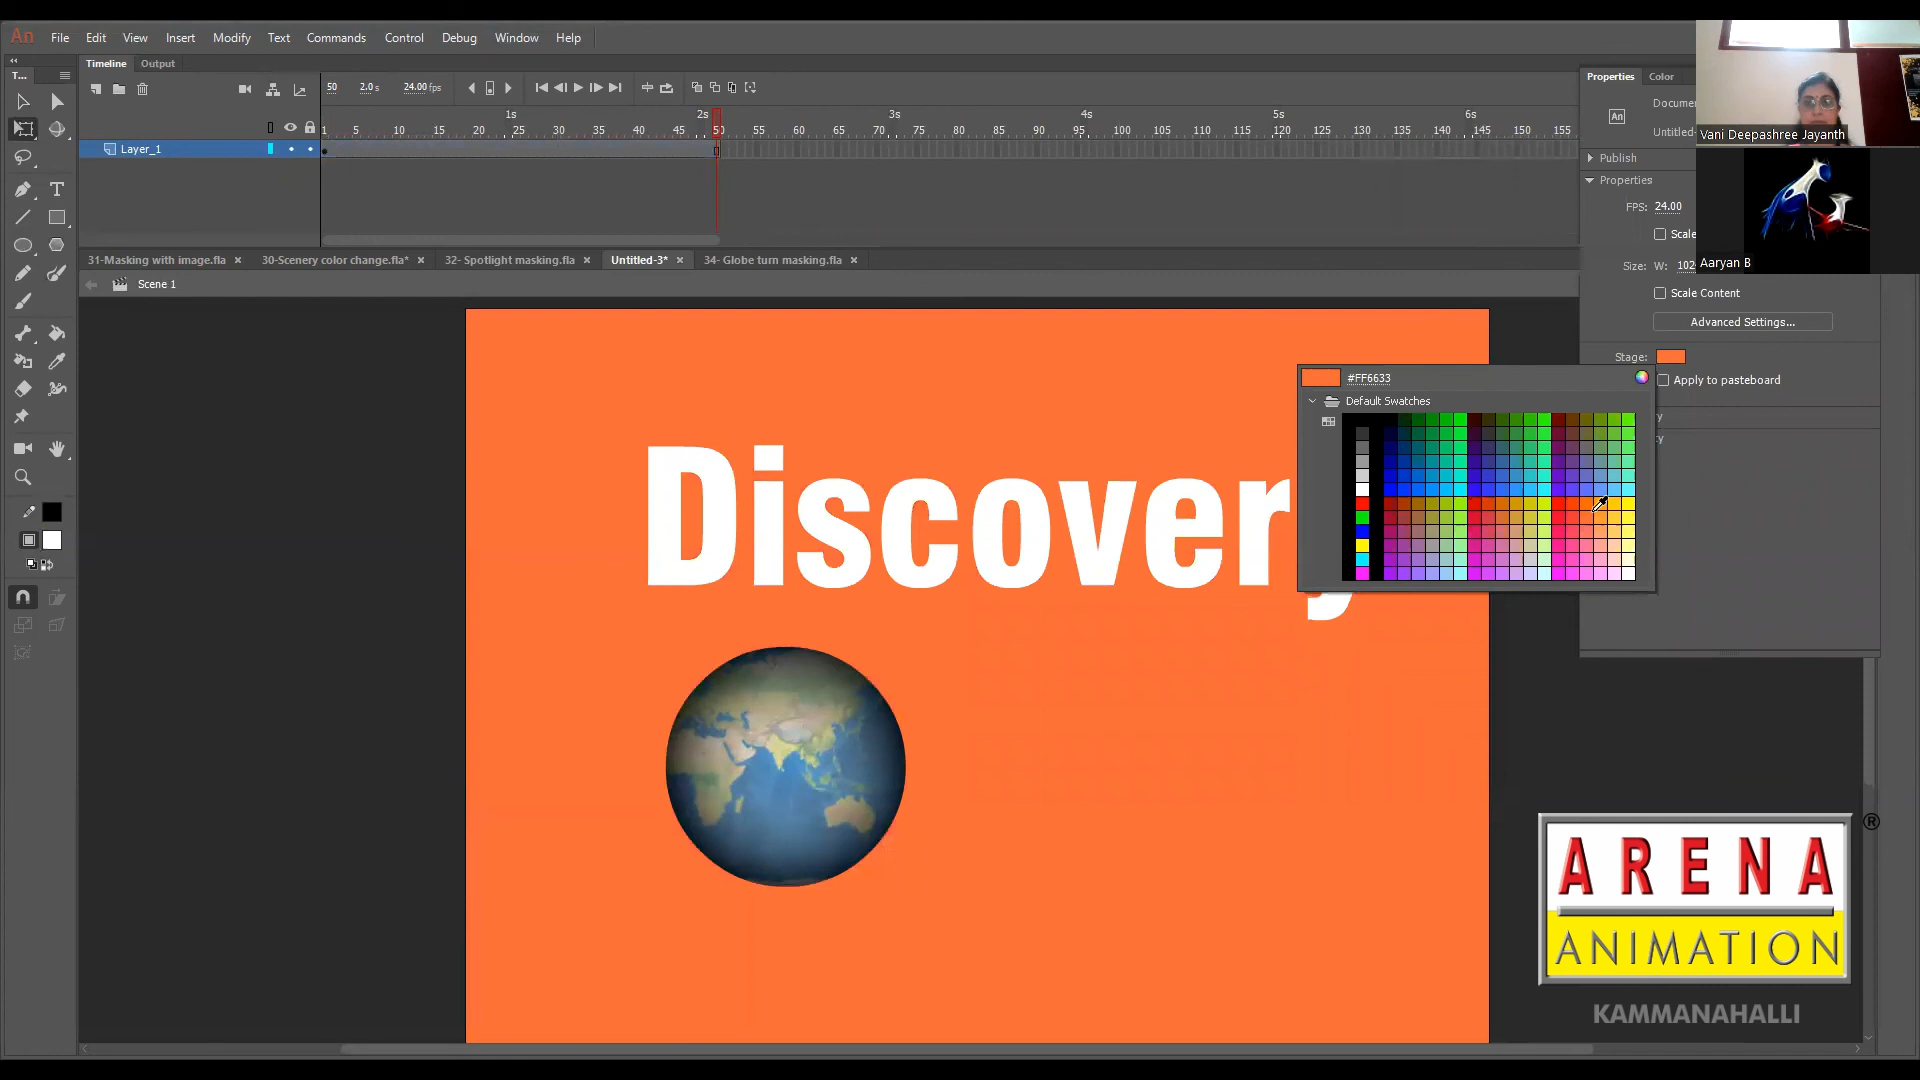 An File Edit View Insert Modify Text Commands Control Debug Window Help
Timeline Output
T...
50 2.0 s 24.00 fps
1s 2s 3s 4s 5s 6s
1 5 10 15 20 25 30 35 40 45 50 55 60 65 70 75 80 85 90 95 100 105 110 115 120 125 130 135 140 145 150 155
Layer_1
31-Masking with image.fla × 30-Scenery color change.fla* × 32- Spotlight masking.fla × Untitled-3* × 34- Globe turn masking.fla ×
Scene 1
Properties Color
An Docume
Untitled-
Publish
Properties
FPS: 24.00
Scale
Size: W: 102
Scale Content
Advanced Settings...
Stage:
Apply to pasteboard
#FF6633
Default Swatches
Discovery
Vani Deepashree Jayanth
Aaryan B
ARENA ®
ANIMATION
KAMMANAHALLI